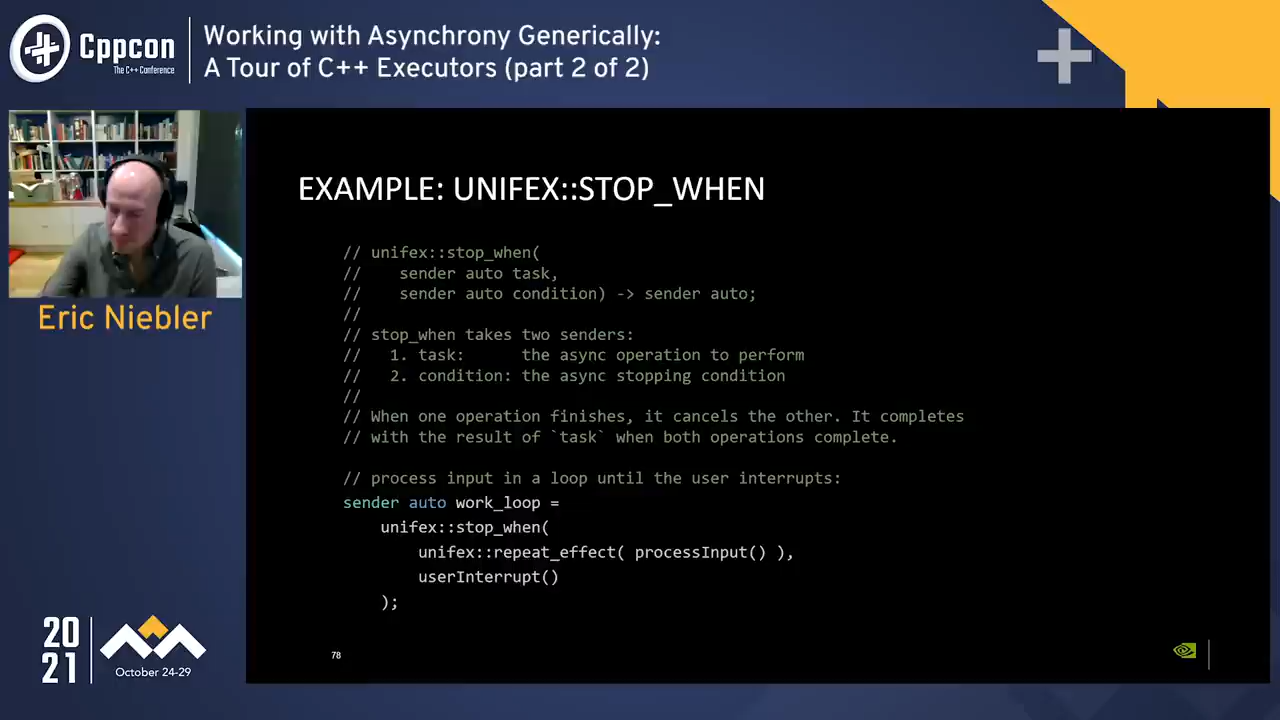 Cppcon
The C++ Conference
Working with Asynchrony Generically:
A Tour of C++ Executors (part 2 of 2)
Eric Niebler
EXAMPLE: UNIFEX::STOP_WHEN
// unifex::stop_when(
//    sender auto task,
//    sender auto condition) -> sender auto;
//
// stop_when takes two senders:
//   1. task:      the async operation to perform
//   2. condition: the async stopping condition
//
// When one operation finishes, it cancels the other. It completes
// with the result of `task` when both operations complete.
// process input in a loop until the user interrupts:
sender auto work_loop =
    unifex::stop_when(
        unifex::repeat_effect( processInput() ),
        userInterrupt()
    );
78
20
21
October 24-29